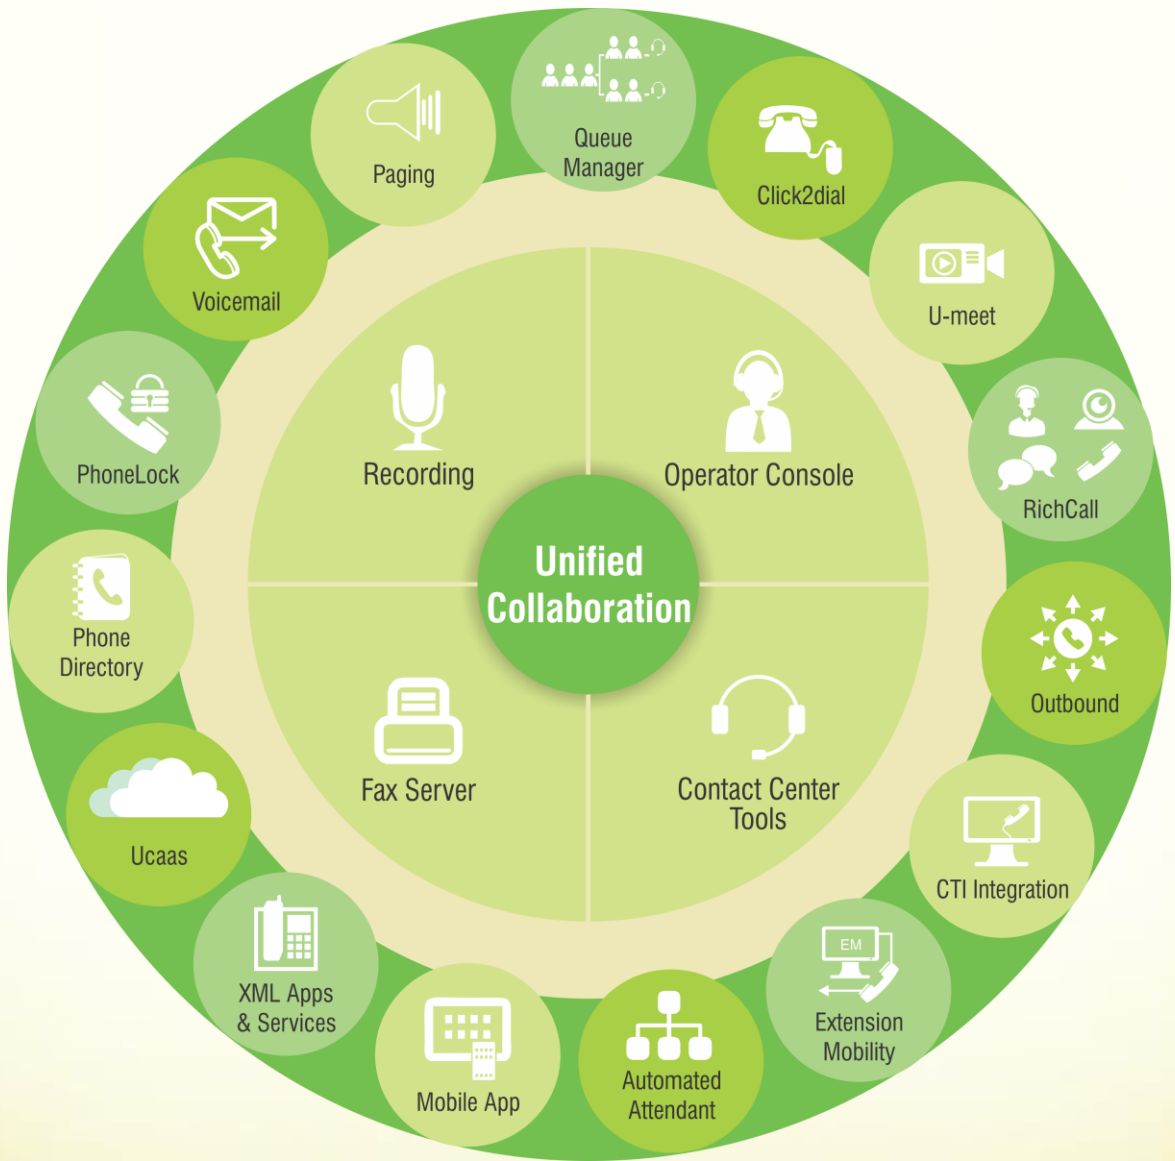 Queue
Manager
Click2dial
U-meet
RichCall
Outbound
CTI Integration
EM
Extension
Mobility
Automated
Attendant
Mobile App
XML Apps
& Services
Ucaas
Phone
Directory
PhoneLock
Voicemail
Paging
Recording
Operator Console
Unified
Collaboration
Fax Server
Contact Center
Tools